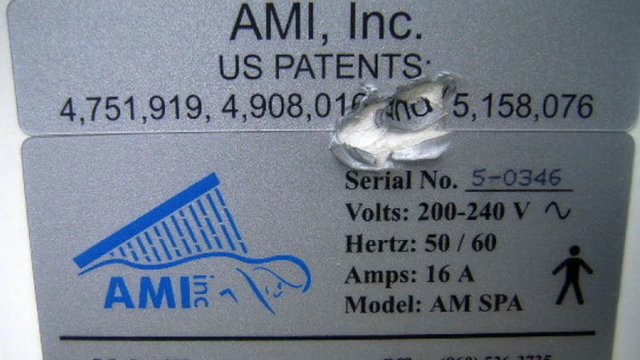 AMI, Inc.
US PATENTS:
4,751,919, 4,908,016 and 5,158,076
Serial No. 5-0346
Volts: 200-240 V ~
Hertz: 50 / 60
Amps: 16 A
Model: AM SPA
AMI inc